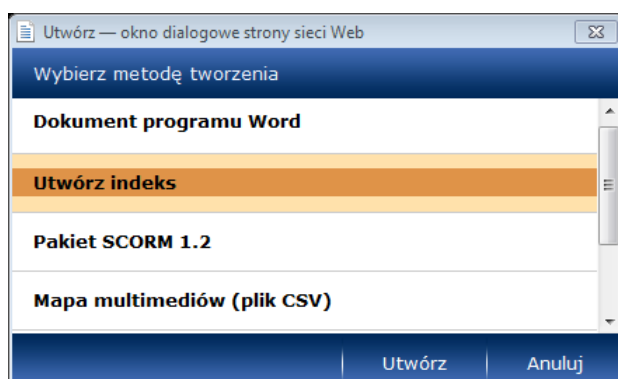 Utwórz — okno dialogowe strony sieci Web
Wybierz metodę tworzenia
Dokument programu Word
Utwórz indeks
Pakiet SCORM 1.2
Mapa multimediów (plik CSV)
Utwórz Anuluj